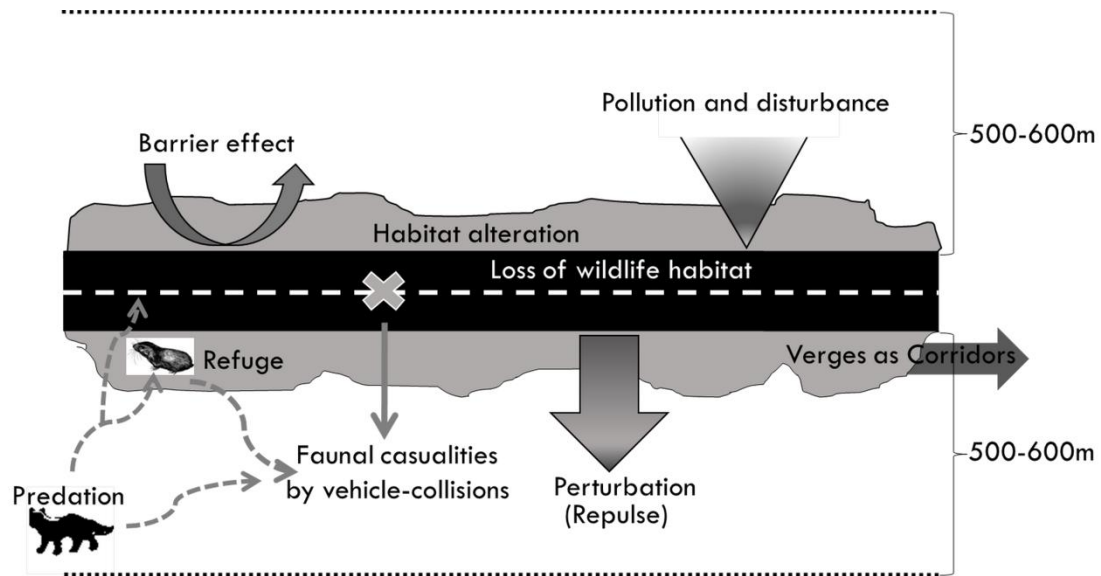 Pollution and disturbance
500-600m
Barrier effect
Habitat alteration
Loss of wildlife habitat
Refuge
Verges as Corridors
Faunal casualities
by vehicle-collisions
500-600m
Predation
Perturbation
(Repulse)